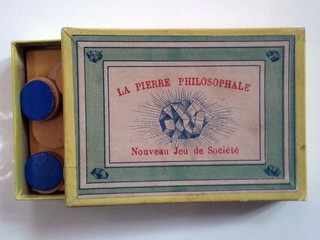 LA PIERRE PHILOSOPHALE
Nouveau Jeu de Société